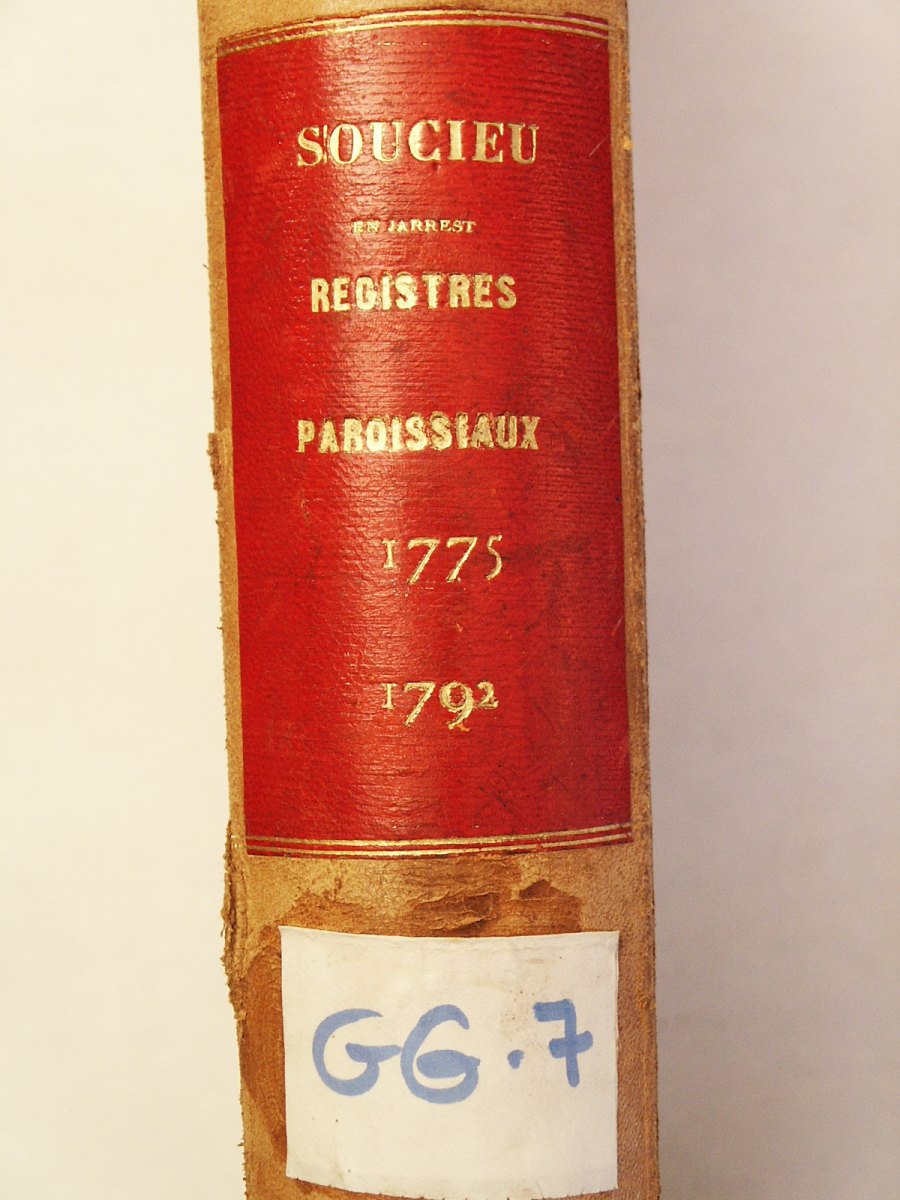 SOUCIEU
EN JARREST
REGISTRES
PAROISSIAUX
1775
1792
GG.7